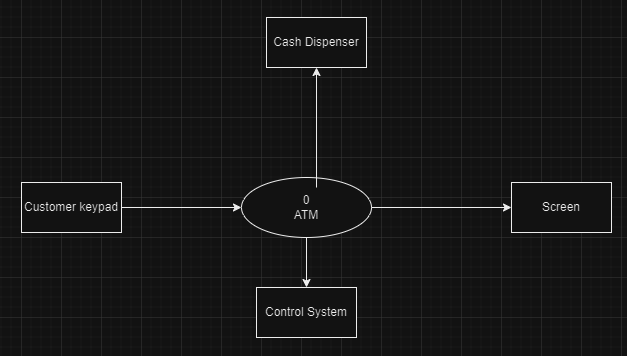 Cash Dispenser
Customer keypad
0
ATM
Screen
Control System